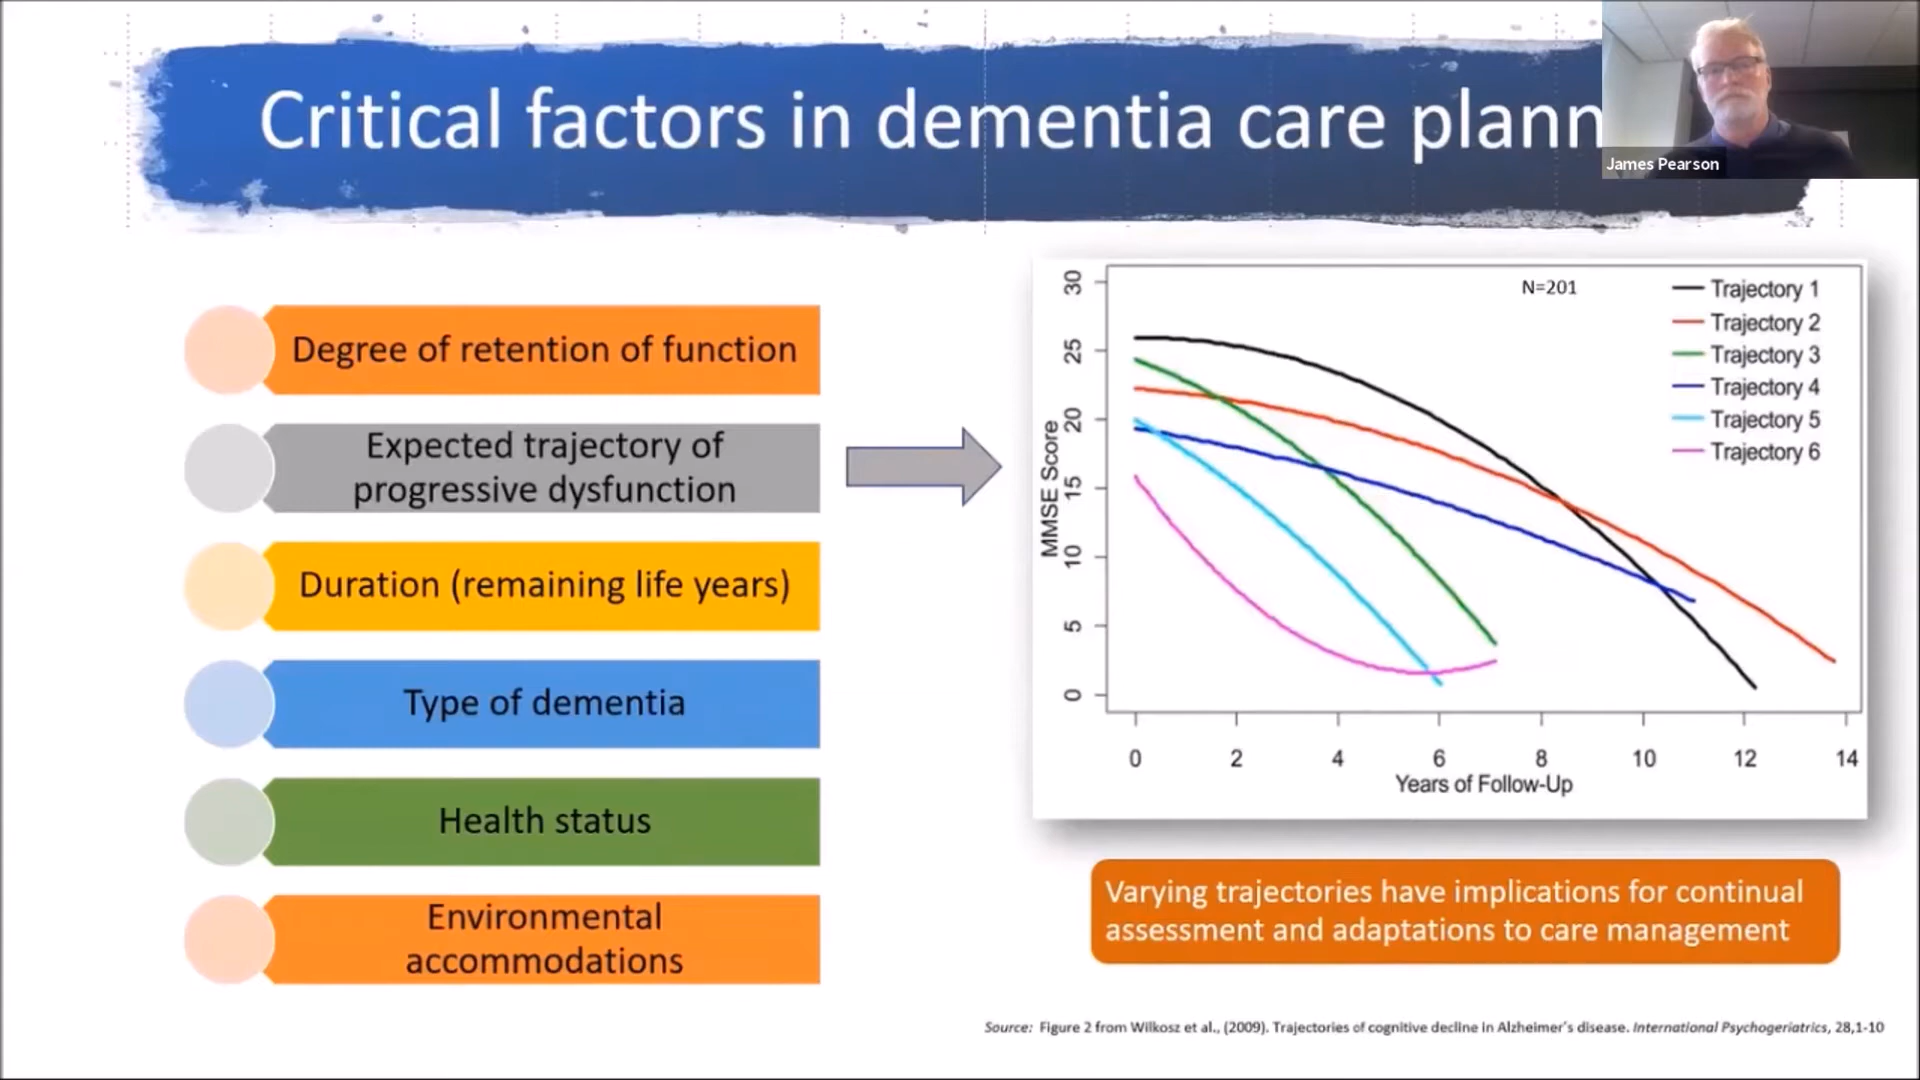 Critical factors in dementia care plann
James Pearson
Degree of retention of function
Expected trajectory of
progressive dysfunction
Duration (remaining life years)
Type of dementia
Health status
Environmental
accommodations
N=201
Trajectory 1
Trajectory 2
Trajectory 3
Trajectory 4
Trajectory 5
Trajectory 6
MMSE Score
30
25
20
15
10
5
0
0 2 4 6 8 10 12 14
Years of Follow-Up
Varying trajectories have implications for continual
assessment and adaptations to care management
Source: Figure 2 from Wilkosz et al., (2009). Trajectories of cognitive decline in Alzheimer's disease. International Psychogeriatrics, 28,1-10